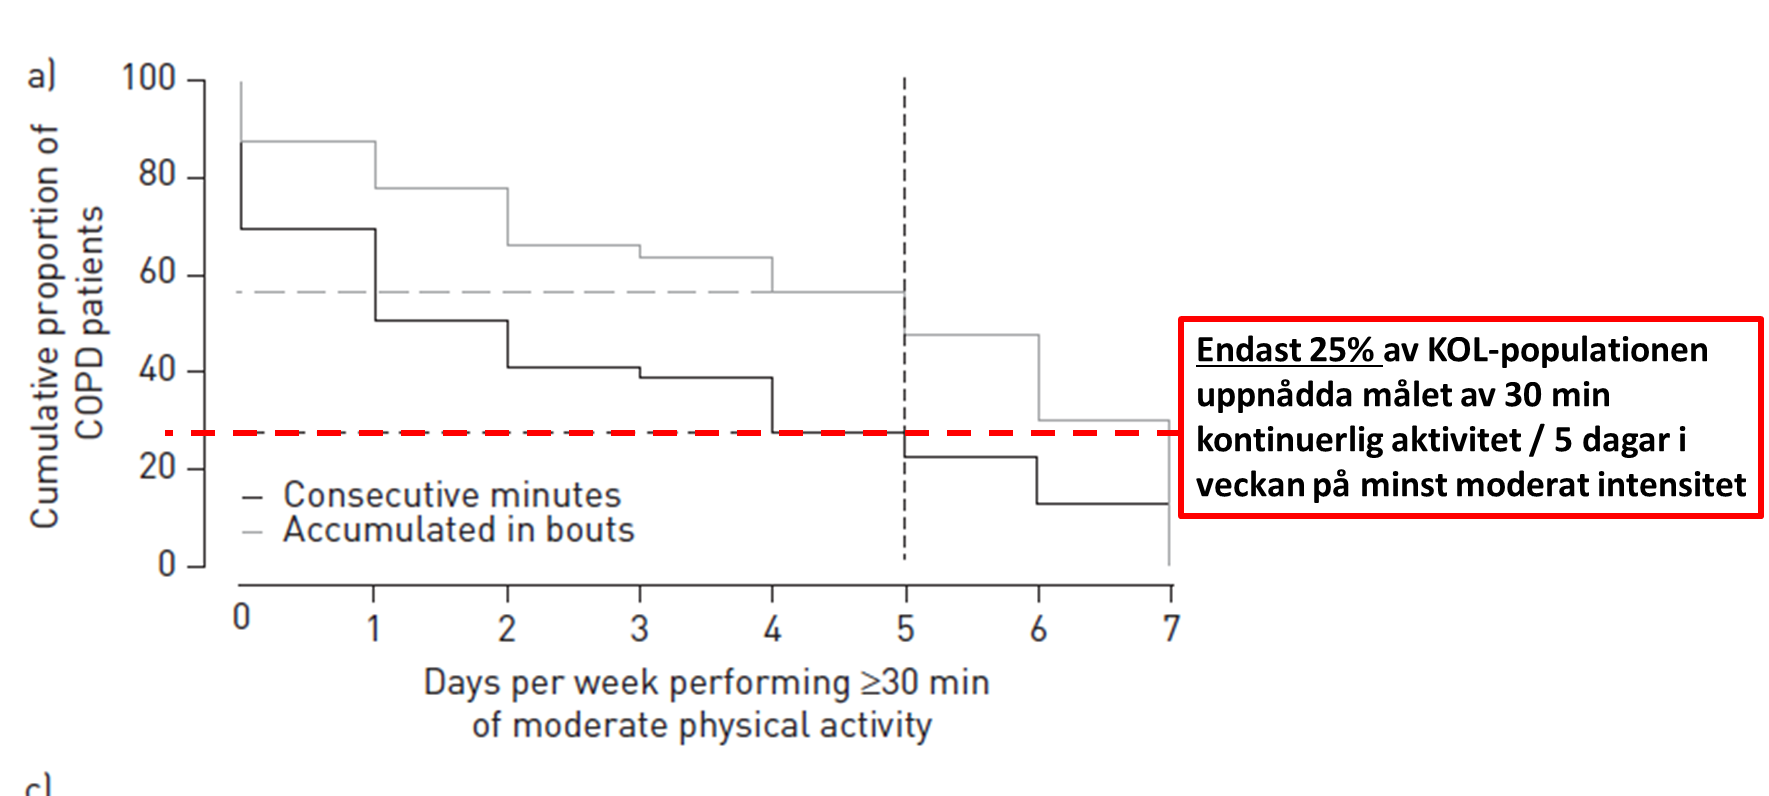 a)
Cumulative proportion of
COPD patients
100
80
60
40
20
0
Consecutive minutes
Accumulated in bouts
0 1 2 3 4 5 6 7
Days per week performing ≥30 min
of moderate physical activity
Endast 25% av KOL-populationen
uppnådda målet av 30 min
kontinuerlig aktivitet / 5 dagar i
veckan på minst moderat intensitet
c)